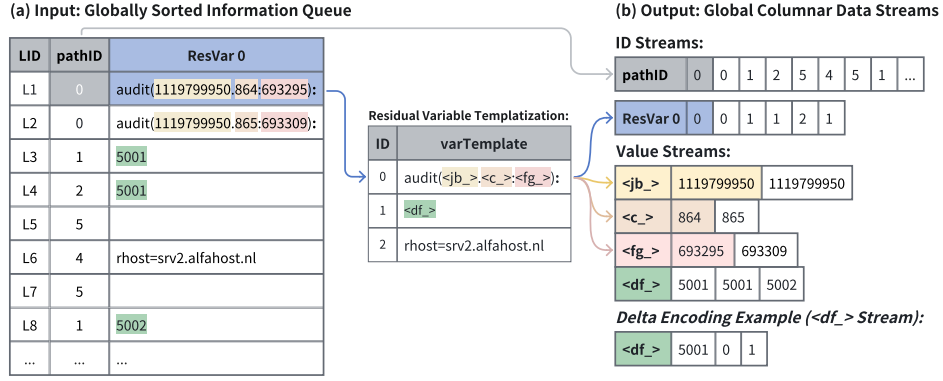 (a) Input: Globally Sorted Information Queue
LID pathID ResVar 0
L1 0 audit(1119799950.864:693295):
L2 0 audit(1119799950.865:693309):
L3 1 5001
L4 2 5001
L5 5
L6 4 rhost=srv2.alfahost.nl
L7 5
L8 1 5002
... ... ...
Residual Variable Templatization:
ID varTemplate
0 audit(<jb_>.<c_>:<fg_>):
1 <df_>
2 rhost=srv2.alfahost.nl
(b) Output: Global Columnar Data Streams
ID Streams:
pathID 0 0 1 2 5 4 5 1 ...
ResVar 0 0 0 1 1 2 1
Value Streams:
<jb_> 1119799950 1119799950
<c_> 864 865
<fg_> 693295 693309
<df_> 5001 5001 5002
Delta Encoding Example (<df_> Stream):
<df_> 5001 0 1